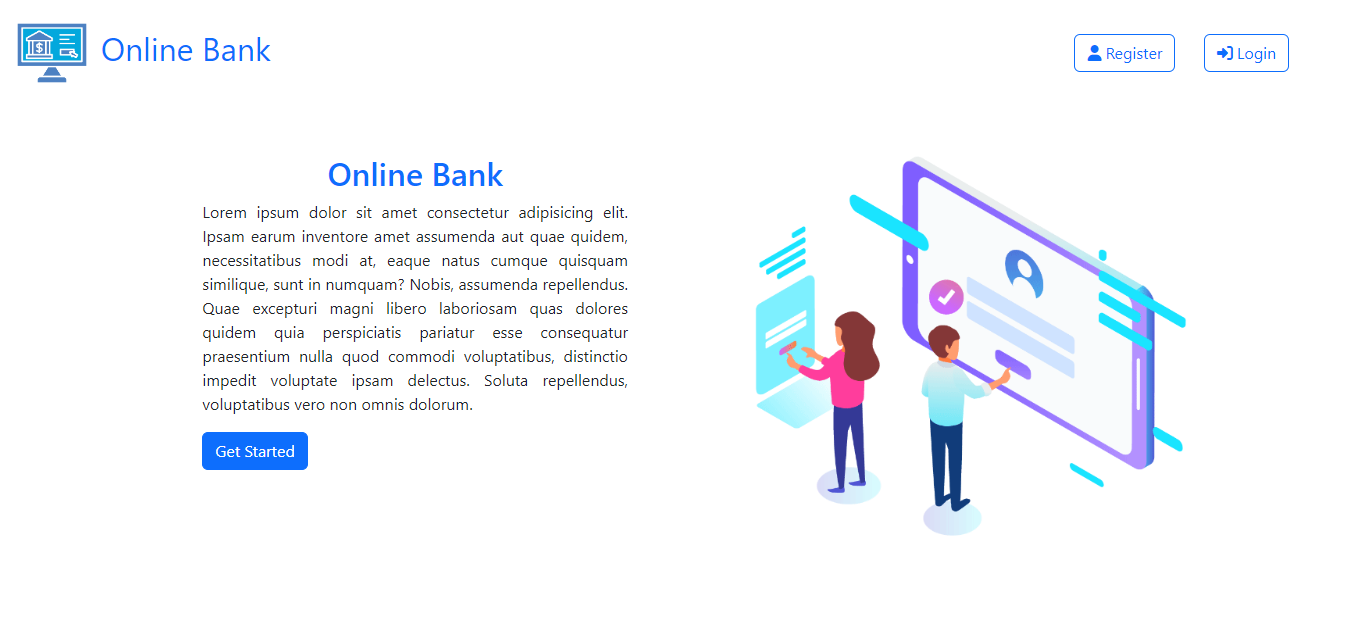 Online Bank
Register
Login
Online Bank
Lorem ipsum dolor sit amet consectetur adipisicing elit.
Ipsam earum inventore amet assumenda aut quae quidem,
necessitatibus modi at, eaque natus cumque quisquam
similique, sunt in numquam? Nobis, assumenda repellendus.
Quae excepturi magni libero laboriosam quas dolores
quidem quia perspiciatis pariatur esse consequatur
praesentium nulla quod commodi voluptatibus, distinctio
impedit voluptate ipsam delectus. Soluta repellendus,
voluptatibus vero non omnis dolorum.
Get Started